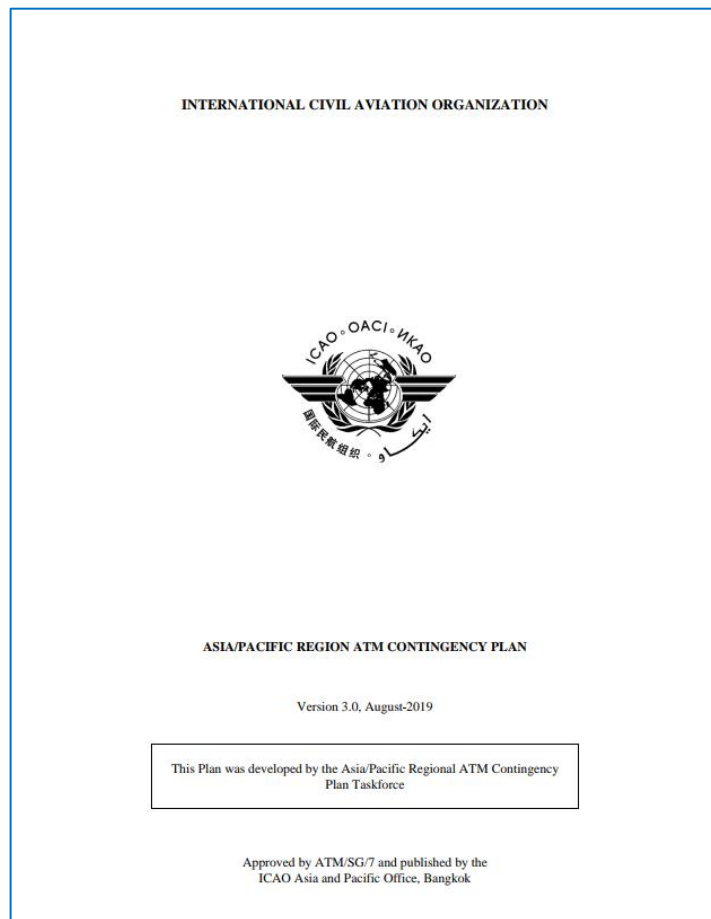 INTERNATIONAL CIVIL AVIATION ORGANIZATION
ICAO ◦ OACI ◦ ИКАО
国际民航组织 ◦ ايكاو
ASIA/PACIFIC REGION ATM CONTINGENCY PLAN
Version 3.0, August-2019
This Plan was developed by the Asia/Pacific Regional ATM Contingency
Plan Taskforce
Approved by ATM/SG/7 and published by the
ICAO Asia and Pacific Office, Bangkok